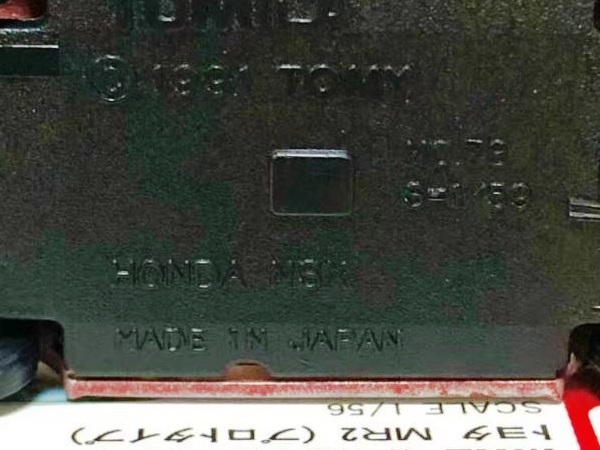 TOMICA
© 1991 TOMY
NO.78
S=1/59
HONDA NSX
MADE IN JAPAN
SCALE 1/56
トヨタ MR2 (プロトタイプ)